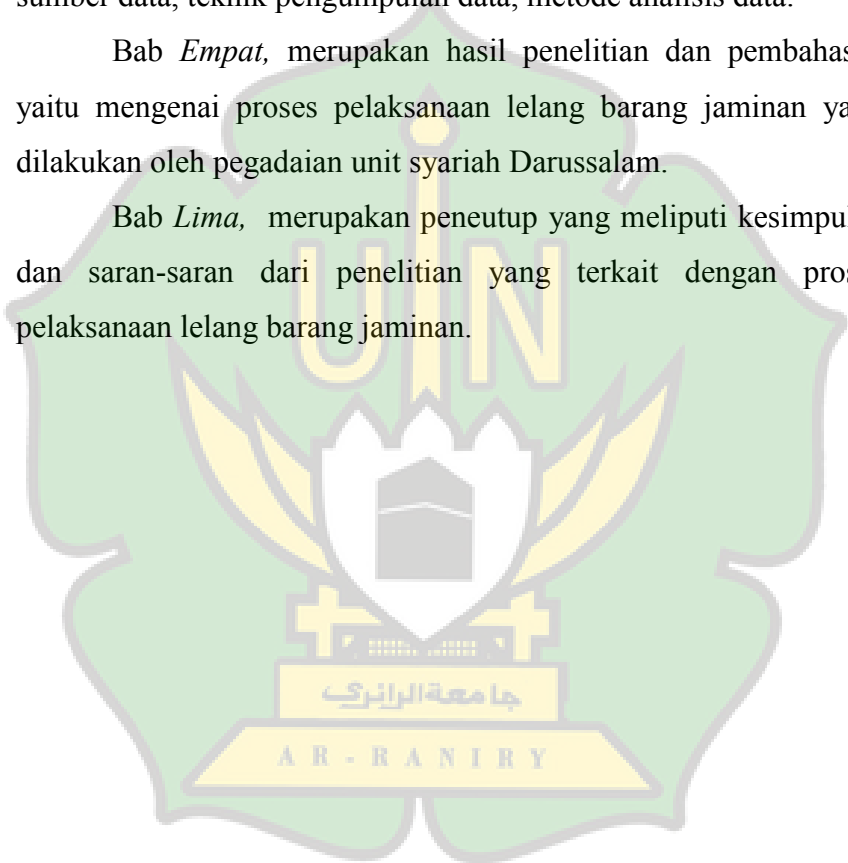 sumber data, teknik pengumpulan data, metode analisis data.
Bab Empat, merupakan hasil penelitian dan pembahas
yaitu mengenai proses pelaksanaan lelang barang jaminan ya
dilakukan oleh pegadaian unit syariah Darussalam.
Bab Lima, merupakan peneutup yang meliputi kesimpul
dan saran-saran dari penelitian yang terkait dengan pros
pelaksanaan lelang barang jaminan.
UIN
جامعة الرانري
AR-RANIRY